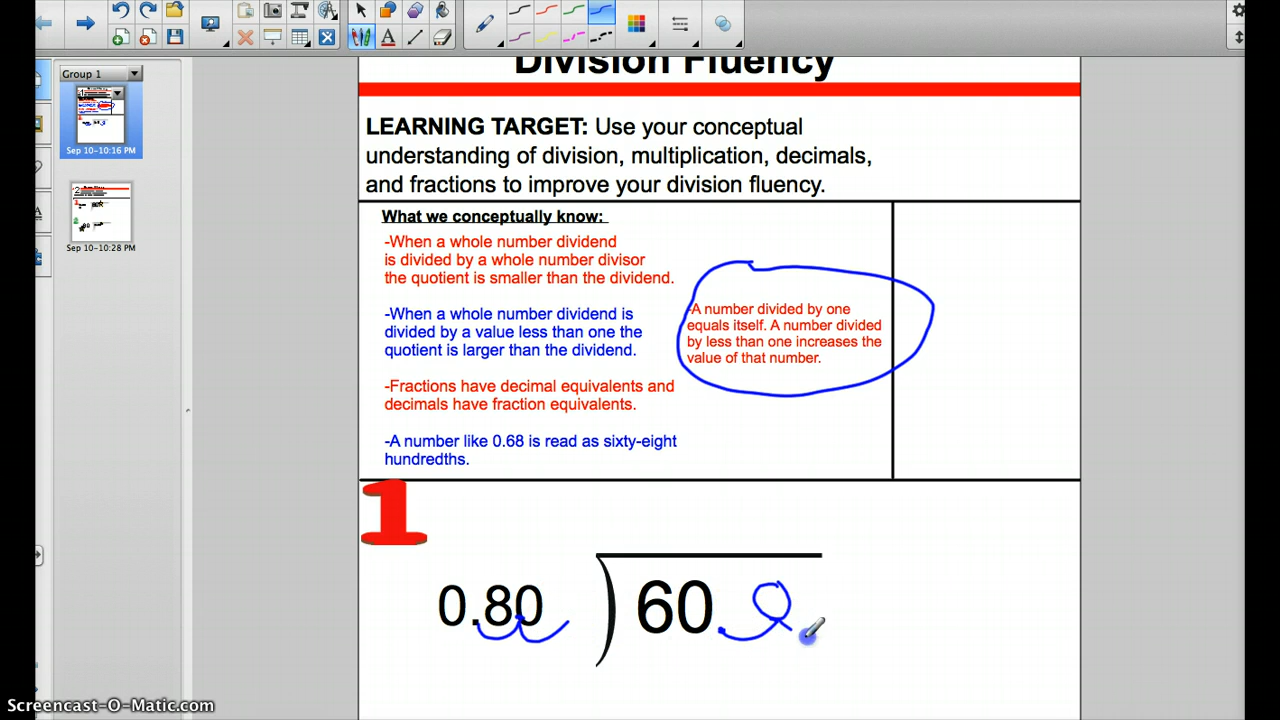 Group 1
Sep 10-10:16 PM
2
Sep 10-10:28 PM
Division Fluency
LEARNING TARGET: Use your conceptual
understanding of division, multiplication, decimals,
and fractions to improve your division fluency.
What we conceptually know:
-When a whole number dividend
is divided by a whole number divisor
the quotient is smaller than the dividend.
-When a whole number dividend is
divided by a value less than one the
quotient is larger than the dividend.
-Fractions have decimal equivalents and
decimals have fraction equivalents.
-A number like 0.68 is read as sixty-eight
hundredths.
-A number divided by one
equals itself. A number divided
by less than one increases the
value of that number.
1
0.80 60.0
Screencast-O-Matic.com